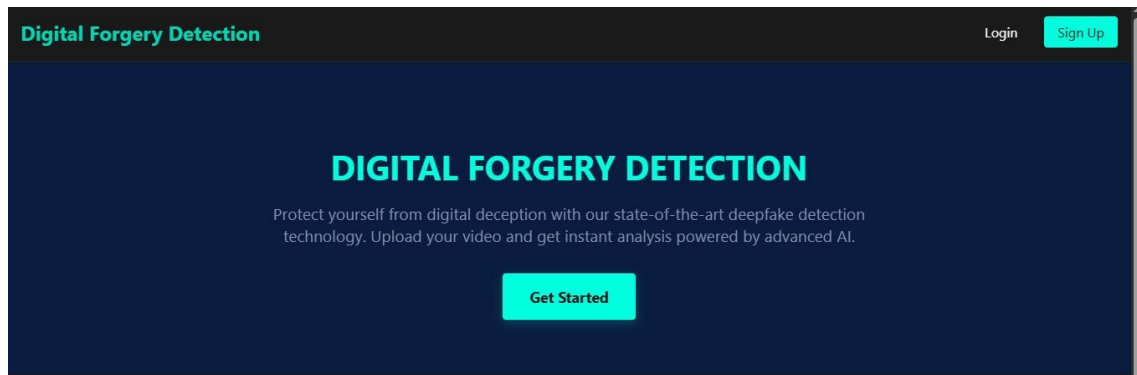 Digital Forgery Detection
Login
Sign Up
DIGITAL FORGERY DETECTION
Protect yourself from digital deception with our state-of-the-art deepfake detection
technology. Upload your video and get instant analysis powered by advanced AI.
Get Started